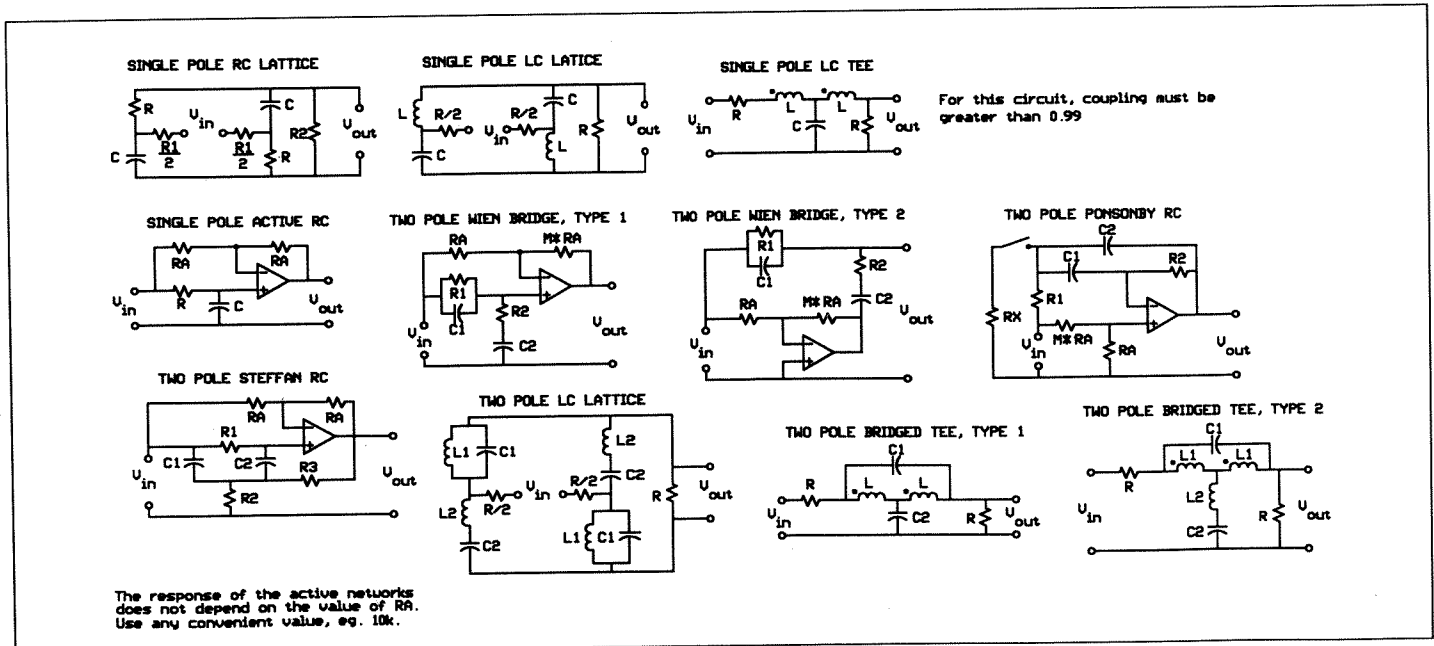 SINGLE POLE RC LATTICE
R
C
V in
R1
2
R1
2
C
R
R2
V out
SINGLE POLE LC LATICE
L
R/2
C
V in
R/2
C
L
R
V out
SINGLE POLE LC TEE
V in
R
L
L
C
R
V out
For this circuit, coupling must be
greater than 0.99
SINGLE POLE ACTIVE RC
RA
RA
V in
R
C
V out
TWO POLE WIEN BRIDGE, TYPE 1
RA
M*RA
R1
C1
R2
C2
V in
V out
TWO POLE WIEN BRIDGE, TYPE 2
R1
C1
R2
C2
RA
M*RA
V in
V out
TWO POLE PONSONBY RC
C2
C1
R2
R1
RX
V in
M*RA
RA
V out
TWO POLE STEFFAN RC
RA
RA
R1
C1
C2
R3
V in
R2
V out
TWO POLE LC LATTICE
L1
C1
L2
C2
L2
R/2
V in
R/2
C2
L1
C1
R
V out
TWO POLE BRIDGED TEE, TYPE 1
C1
R
L
L
V in
C2
R
V out
TWO POLE BRIDGED TEE, TYPE 2
C1
L1
L1
R
L2
V in
C2
R
V out
The response of the active networks
does not depend on the value of RA.
Use any convenient value, eg. 10k.